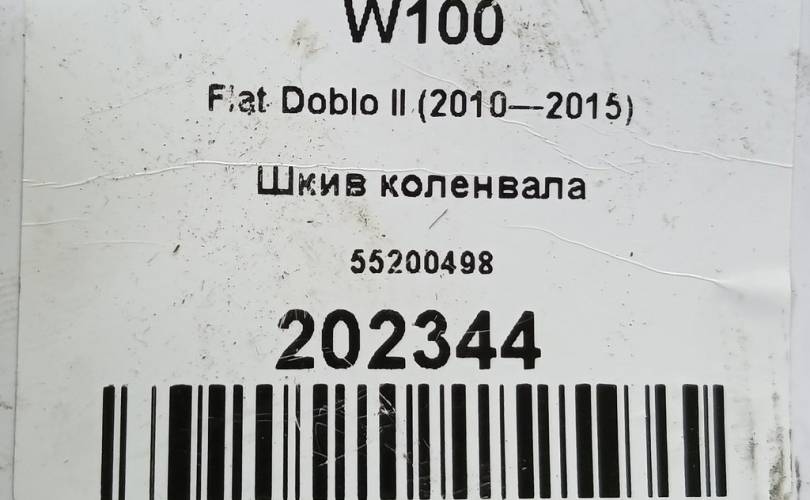 W100
Fiat Doblo II (2010—2015)
Шкив коленвала
55200498
202344